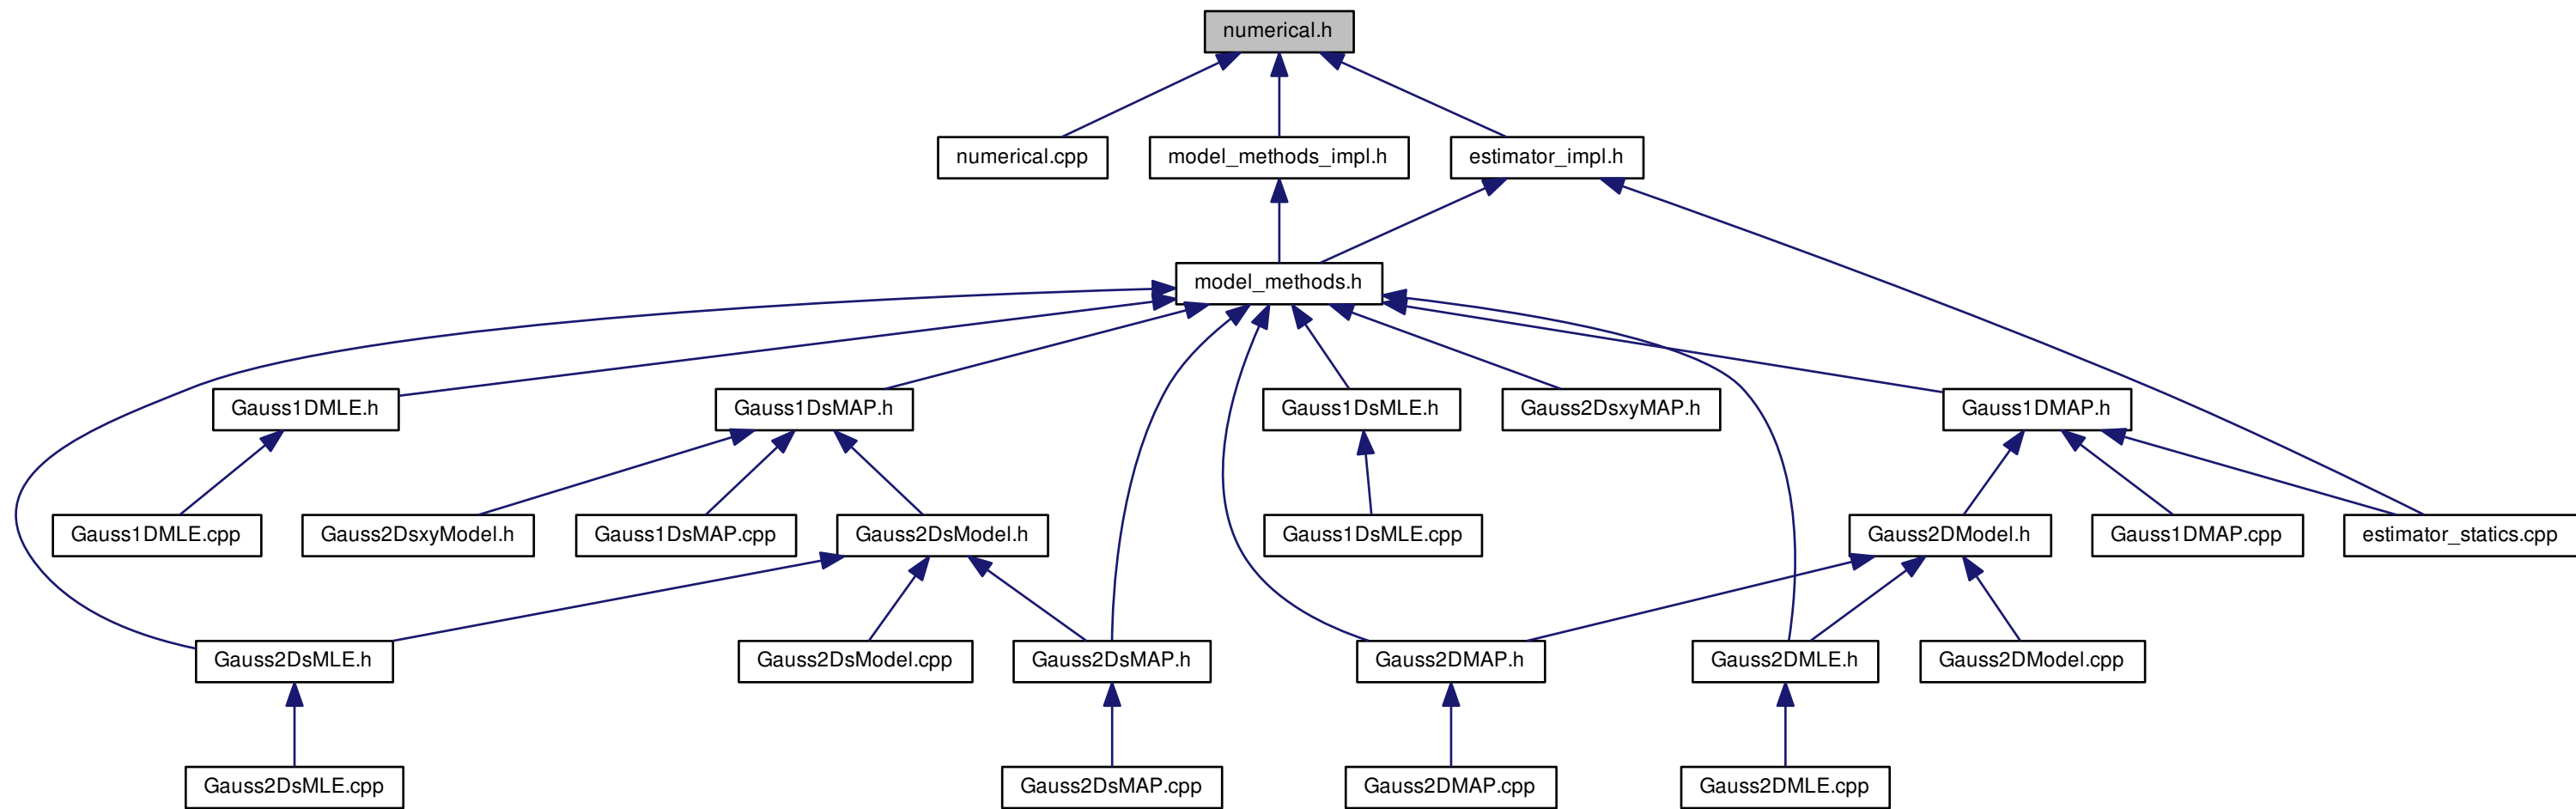 numerical.h
numerical.cpp
model_methods_impl.h
estimator_impl.h
model_methods.h
Gauss1DMLE.h
Gauss1DsMAP.h
Gauss1DsMLE.h
Gauss2DsxyMAP.h
Gauss1DMAP.h
Gauss1DMLE.cpp
Gauss2DsxyModel.h
Gauss1DsMAP.cpp
Gauss2DsModel.h
Gauss1DsMLE.cpp
Gauss2DModel.h
Gauss1DMAP.cpp
estimator_statics.cpp
Gauss2DsMLE.h
Gauss2DsModel.cpp
Gauss2DsMAP.h
Gauss2DMAP.h
Gauss2DMLE.h
Gauss2DModel.cpp
Gauss2DsMLE.cpp
Gauss2DsMAP.cpp
Gauss2DMAP.cpp
Gauss2DMLE.cpp